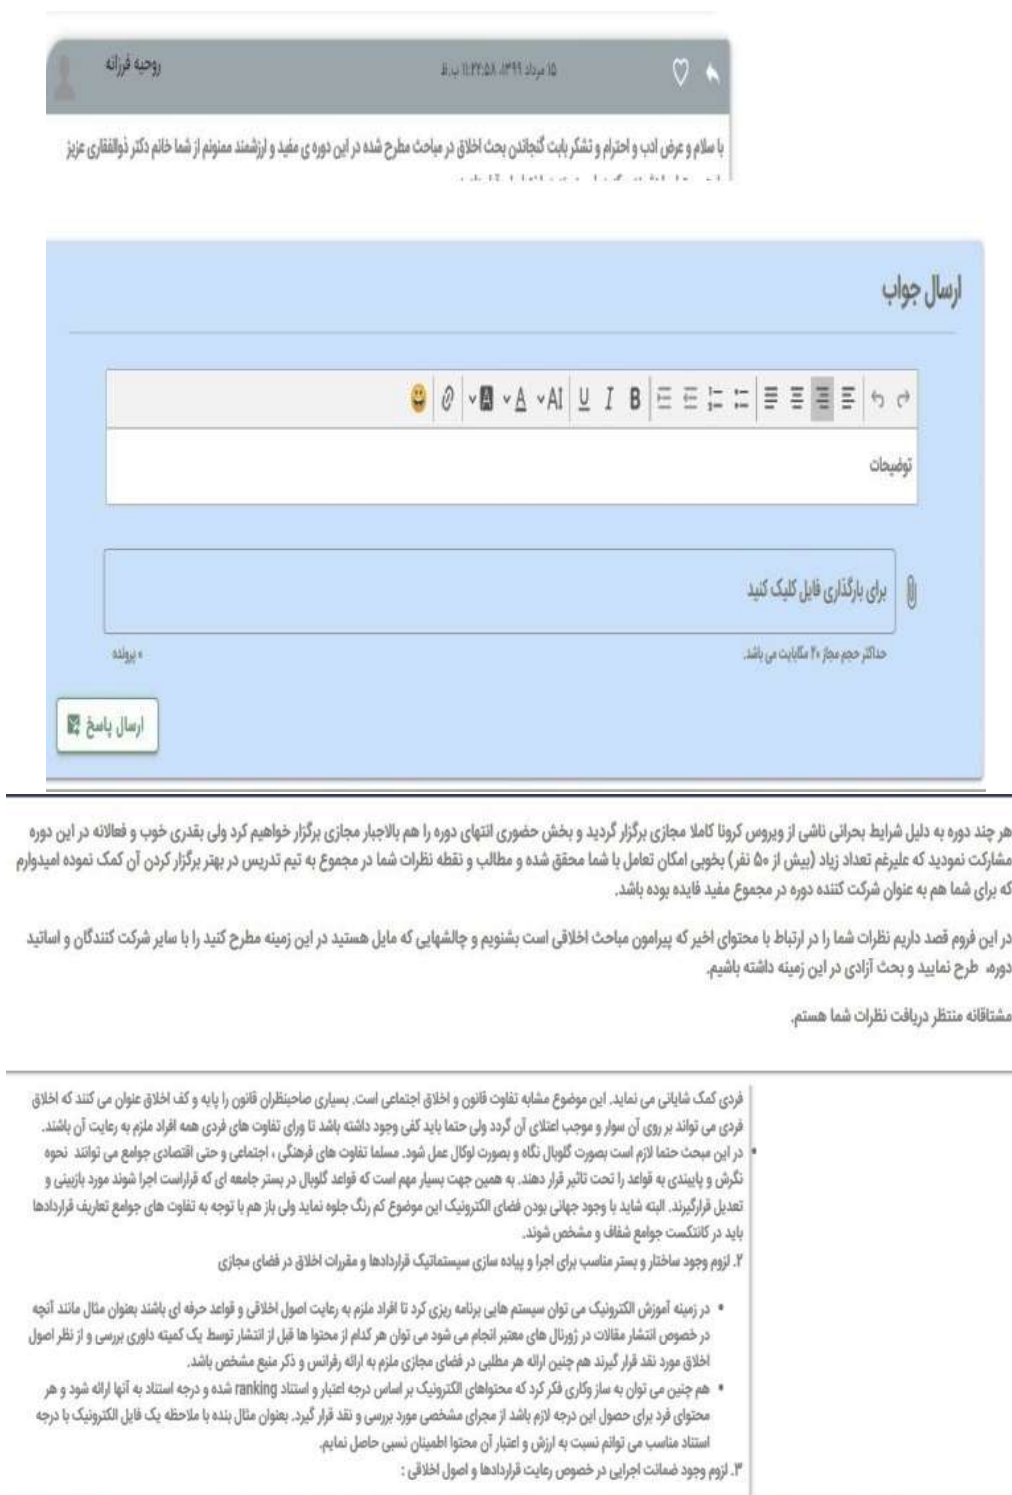 روحیه فرزانه
۱۵ مرداد ۱۳۹۹، ۱۱:۲۲:۵۸ ب.ظ
با سلام و عرض ادب و احترام و تشکر بابت گنجاندن بحث اخلاق در مباحث مطرح شده در این دوره ی مفید و ارزشمند ممنونم از شما خانم دکتر ذوالفقاری عزیز
ارسال جواب
توضیحات
برای بارگذاری فایل کلیک کنید
حداکثر حجم مجاز ۲۰ مگابایت می باشد.
۰ پرونده
ارسال پاسخ
هر چند دوره به دلیل شرایط بحرانی ناشی از ویروس کرونا کاملا مجازی برگزار گردید و بخش حضوری انتهای دوره را هم بالاجبار مجازی برگزار خواهیم کرد ولی بقدری خوب و فعالانه در این دوره
مشارکت نمودید که علیرغم تعداد زیاد (بیش از ۵۰ نفر) بخوبی امکان تعامل با شما محقق شده و مطالب و نقطه نظرات شما در مجموع به تیم تدریس در بهتر برگزار کردن آن کمک نموده امیدوارم
که برای شما هم به عنوان شرکت کننده دوره در مجموع مفید فایده بوده باشد.
در این فروم قصد داریم نظرات شما را در ارتباط با محتوای اخیر که پیرامون مباحث اخلاقی است بشنویم و چالشهایی که مایل هستید در این زمینه مطرح کنید را با سایر شرکت کنندگان و اساتید
دوره، طرح نمایید و بحث آزادی در این زمینه داشته باشیم.
مشتاقانه منتظر دریافت نظرات شما هستم.
فردی کمک شایانی می نماید. این موضوع مشابه تفاوت قانون و اخلاق اجتماعی است. بسیاری صاحبنظران قانون را پایه و کف اخلاق عنوان می کنند که اخلاق
فردی می تواند بر روی آن سوار و موجب اعتلای آن گردد ولی حتما باید کفی وجود داشته باشد تا ورای تفاوت های فردی همه افراد ملزم به رعایت آن باشند.
• در این مبحث حتما لازم است بصورت گلوبال نگاه و بصورت لوکال عمل شود. مسلما تفاوت های فرهنگی ، اجتماعی و حتی اقتصادی جوامع می توانند نحوه
نگرش و پایبندی به قواعد را تحت تاثیر قرار دهند. به همین جهت بسیار مهم است که قواعد گلوبال در بستر جامعه ای که قراراست اجرا شوند مورد بازبینی و
تعدیل قرارگیرند. البته شاید با وجود جهانی بودن فضای الکترونیک این موضوع کم رنگ جلوه نماید ولی باز هم با توجه به تفاوت های جوامع تعاریف قراردادها
باید در کانتکست جوامع شفاف و مشخص شوند.
۲. لزوم وجود ساختار و بستر مناسب برای اجرا و پیاده سازی سیستماتیک قراردادها و مقررات اخلاق در فضای مجازی
• در زمینه آموزش الکترونیک می توان سیستم هایی برنامه ریزی کرد تا افراد ملزم به رعایت اصول اخلاقی و قواعد حرفه ای باشند بعنوان مثال مانند آنچه
در خصوص انتشار مقالات در ژورنال های معتبر انجام می شود می توان هر کدام از محتوا ها قبل از انتشار توسط یک کمیته داوری بررسی و از نظر اصول
اخلاق مورد نقد قرار گیرند هم چنین ارائه هر مطلبی در فضای مجازی ملزم به ارائه رفرانس و ذکر منبع مشخص باشد.
• هم چنین می توان به ساز وکاری فکر کرد که محتواهای الکترونیک بر اساس درجه اعتبار و استناد ranking شده و درجه استناد به آنها ارائه شود و هر
محتوای فرد برای حصول این درجه لازم باشد از مجرای مشخصی مورد بررسی و نقد قرار گیرد. بعنوان مثال بنده با ملاحظه یک فایل الکترونیک با درجه
استناد مناسب می توانم نسبت به ارزش و اعتبار آن محتوا اطمینان نسبی حاصل نمایم.
۳. لزوم وجود ضمانت اجرایی در خصوص رعایت قراردادها و اصول اخلاقی :